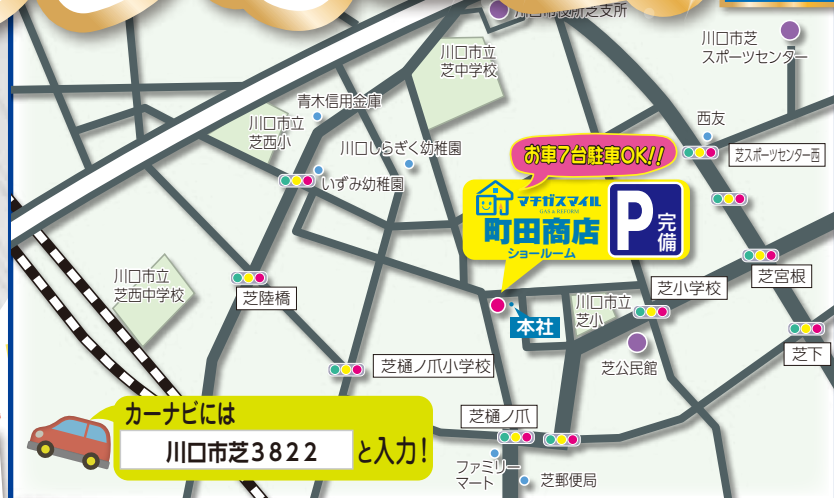 川口市役所芝支所
川口市芝
スポーツセンター
川口市立
芝中学校
青木信用金庫
川口市立
芝西小
川口しらぎく幼稚園
いずみ幼稚園
西友
芝スポーツセンター西
お車7台駐車OK!!
マチガスマイル
GAS & REFORM
町田商店
ショールーム
P
完備
川口市立
芝西中学校
芝陸橋
本社
川口市立
芝小
芝小学校
芝宮根
芝下
芝公民館
芝樋ノ爪小学校
芝樋ノ爪
ファミリー
マート
芝郵便局
カーナビには
川口市芝3822
と入力!